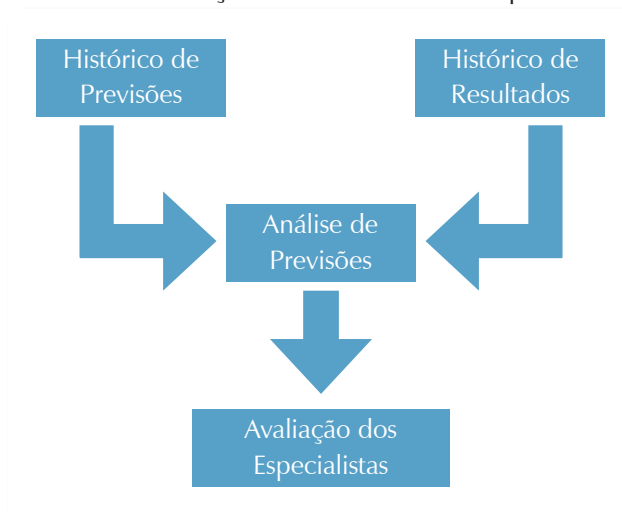 Histórico de
Previsões
Histórico de
Resultados
Análise de
Previsões
Avaliação dos
Especialistas